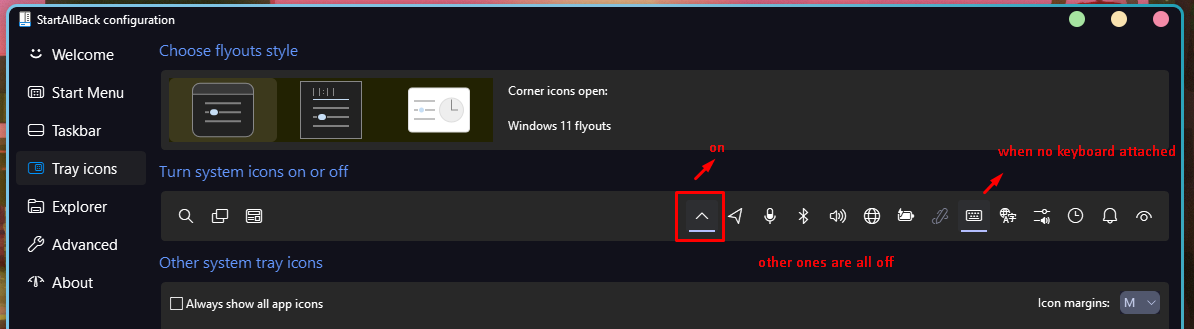 StartAllBack configuration
Welcome
Start Menu
Taskbar
Tray icons
Explorer
Advanced
About
Choose flyouts style
Corner icons open:
Windows 11 flyouts
on
when no keyboard attached
Turn system icons on or off
other ones are all off
Other system tray icons
Always show all app icons
Icon margins: M